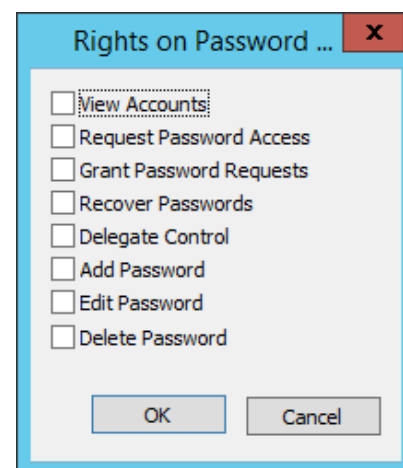 Rights on Password ...
x
View Accounts
Request Password Access
Grant Password Requests
Recover Passwords
Delegate Control
Add Password
Edit Password
Delete Password
OK Cancel